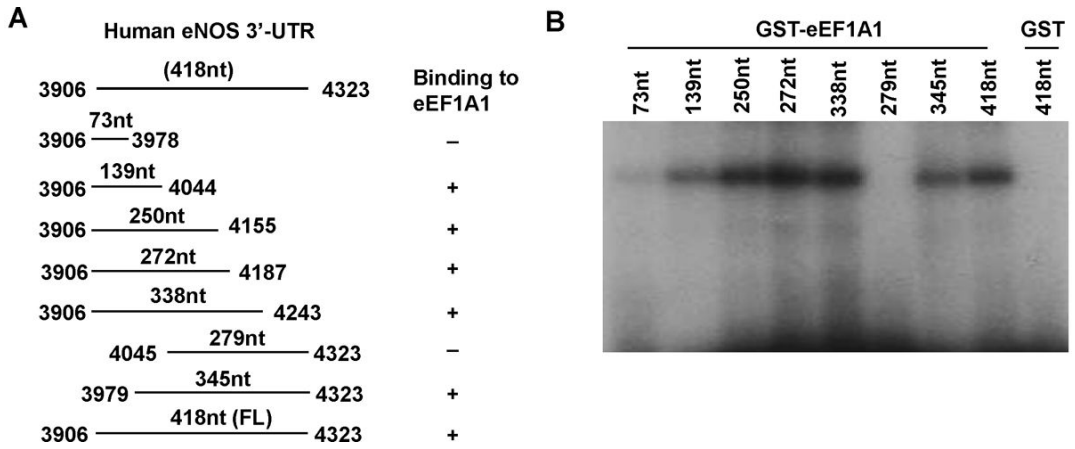 A
Human eNOS 3'-UTR
(418nt)
3906 4323
Binding to
eEF1A1
73nt
3906 3978 –
139nt
3906 4044 +
250nt
3906 4155 +
272nt
3906 4187 +
338nt
3906 4243 +
279nt
4045 4323 –
345nt
3979 4323 +
418nt (FL)
3906 4323 +
B
GST-eEF1A1 GST
73nt 139nt 250nt 272nt 338nt 279nt 345nt 418nt 418nt